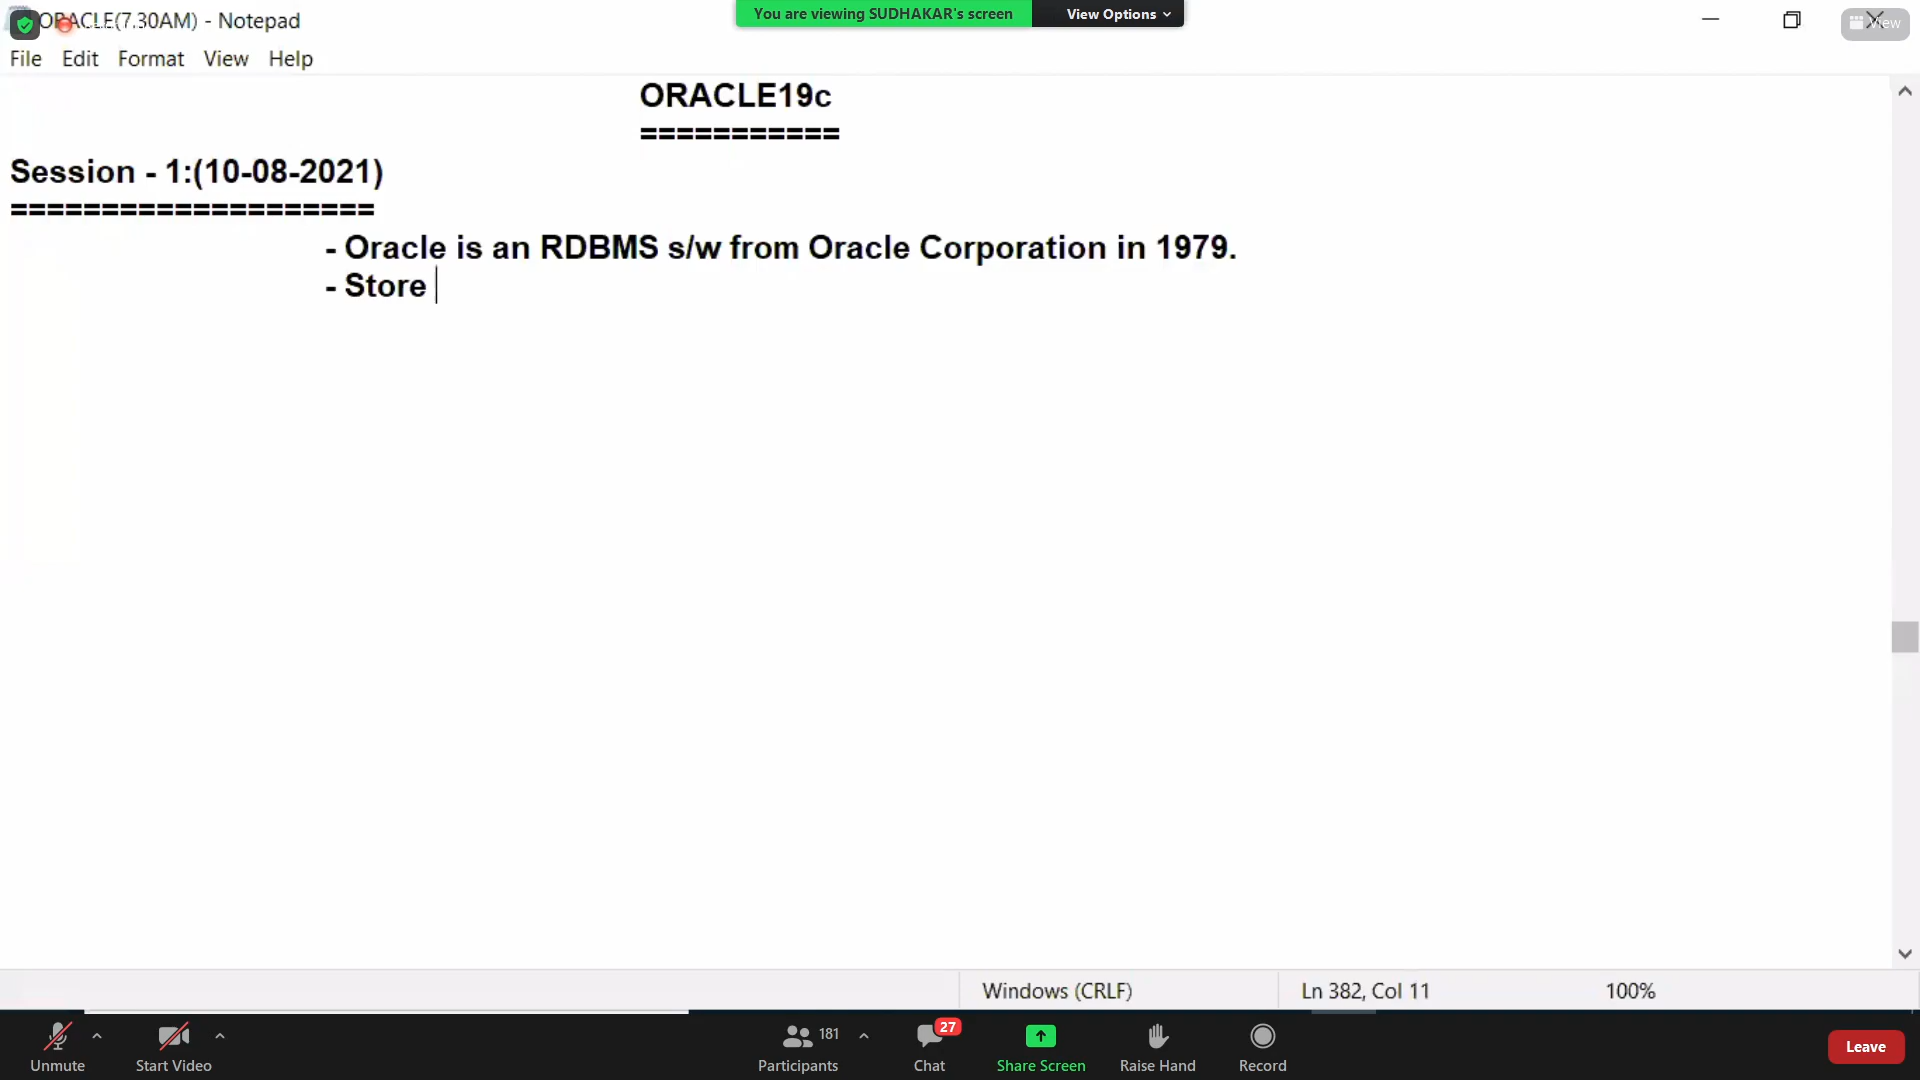 ORACLE(7.30AM) - Notepad
You are viewing SUDHAKAR's screen
View Options
View
File Edit Format View Help
ORACLE19c
===========
Session - 1:(10-08-2021)
====================
- Oracle is an RDBMS s/w from Oracle Corporation in 1979.
- Store
Windows (CRLF)
Ln 382, Col 11
100%
181
27
Unmute
Start Video
Participants
Chat
Share Screen
Raise Hand
Record
Leave